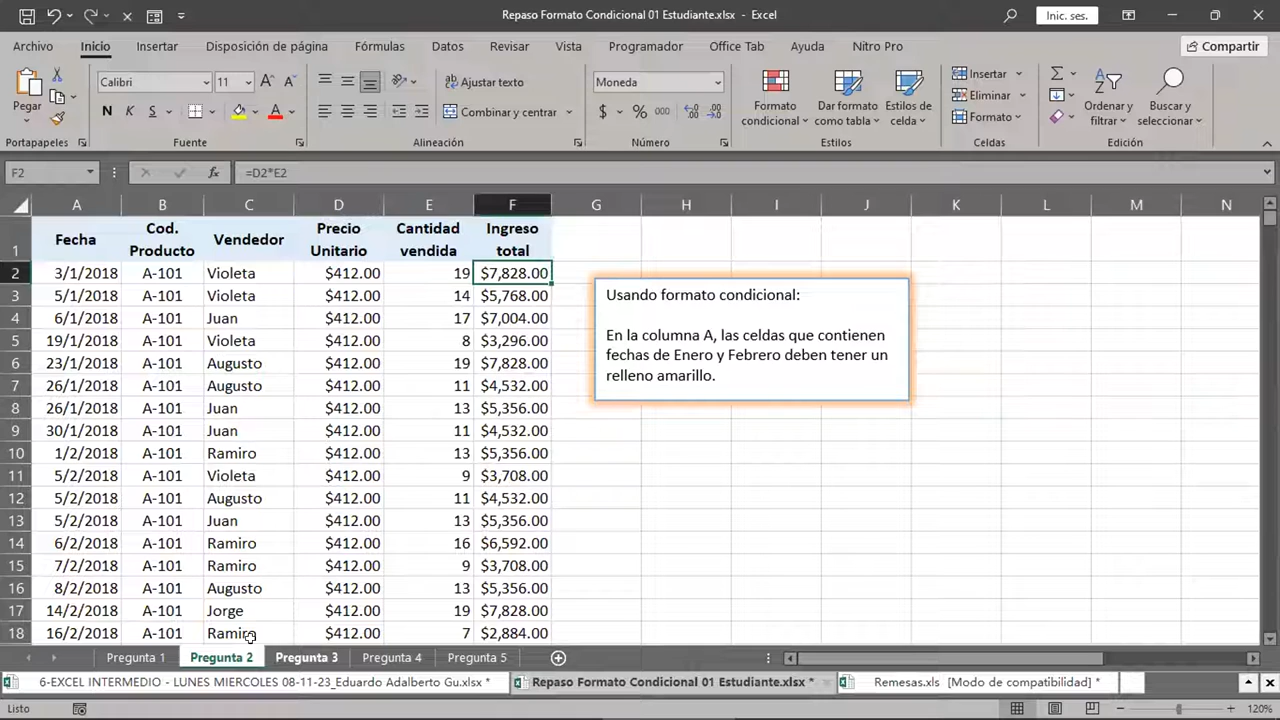 Repaso Formato Condicional 01 Estudiante.xlsx - Excel
Inic. ses.
Archivo Inicio Insertar Disposición de página Fórmulas Datos Revisar Vista Programador Office Tab Ayuda Nitro Pro Compartir
Pegar
Calibri 11
N K S
Ajustar texto
Combinar y centrar
Moneda
$ % 000
Formato condicional
Dar formato como tabla
Estilos de celda
Insertar
Eliminar
Formato
Ordenar y filtrar
Buscar y seleccionar
Portapapeles Fuente Alineación Número Estilos Celdas Edición
F2 fx =D2*E2
A B C D E F G H I J K L M N
1 Fecha Cod. Producto Vendedor Precio Unitario Cantidad vendida Ingreso total
2 3/1/2018 A-101 Violeta $412.00 19 $7,828.00
3 5/1/2018 A-101 Violeta $412.00 14 $5,768.00
4 6/1/2018 A-101 Juan $412.00 17 $7,004.00
5 19/1/2018 A-101 Violeta $412.00 8 $3,296.00
6 23/1/2018 A-101 Augusto $412.00 19 $7,828.00
7 26/1/2018 A-101 Augusto $412.00 11 $4,532.00
8 26/1/2018 A-101 Juan $412.00 13 $5,356.00
9 30/1/2018 A-101 Juan $412.00 11 $4,532.00
10 1/2/2018 A-101 Ramiro $412.00 13 $5,356.00
11 5/2/2018 A-101 Violeta $412.00 9 $3,708.00
12 5/2/2018 A-101 Augusto $412.00 11 $4,532.00
13 5/2/2018 A-101 Juan $412.00 13 $5,356.00
14 6/2/2018 A-101 Ramiro $412.00 16 $6,592.00
15 7/2/2018 A-101 Ramiro $412.00 9 $3,708.00
16 8/2/2018 A-101 Augusto $412.00 13 $5,356.00
17 14/2/2018 A-101 Jorge $412.00 19 $7,828.00
18 16/2/2018 A-101 Ramiro $412.00 7 $2,884.00
Usando formato condicional:
En la columna A, las celdas que contienen
fechas de Enero y Febrero deben tener un
relleno amarillo.
Pregunta 1 Pregunta 2 Pregunta 3 Pregunta 4 Pregunta 5
6-EXCEL INTERMEDIO - LUNES MIERCOLES 08-11-23_Eduardo Adalberto Gu.xlsx * Repaso Formato Condicional 01 Estudiante.xlsx * Remesas.xls [Modo de compatibilidad] *
Listo 120%